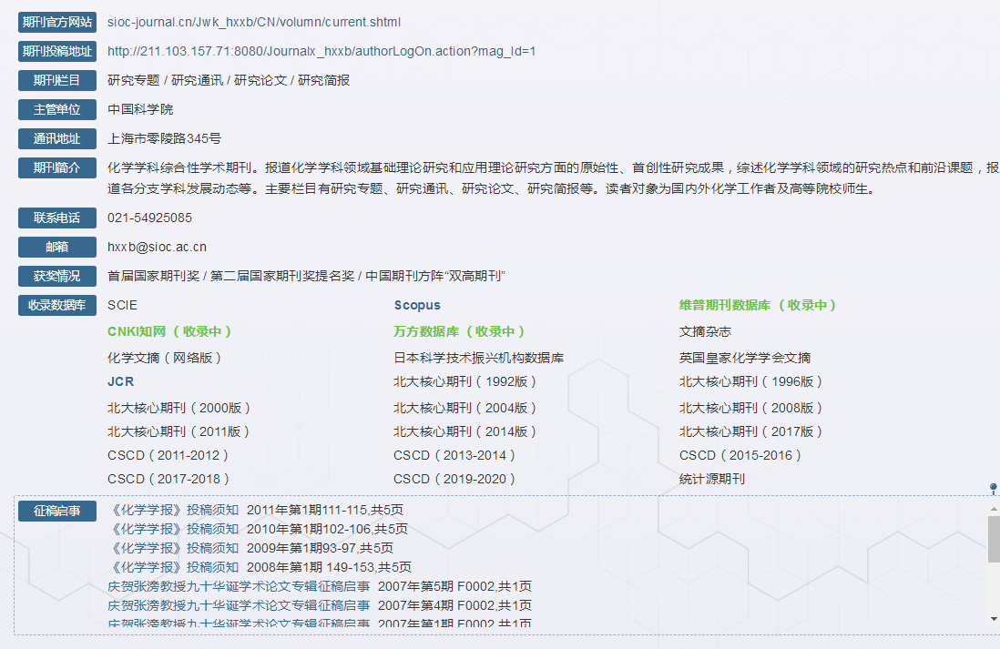 期刊官方网站 sioc-journal.cn/Jwk_hxxb/CN/volumn/current.shtml
期刊投稿地址 http://211.103.157.71:8080/Journalx_hxxb/authorLogOn.action?mag_Id=1
期刊栏目 研究专题 / 研究通讯 / 研究论文 / 研究简报
主管单位 中国科学院
通讯地址 上海市零陵路345号
期刊简介 化学学科综合性学术期刊。报道化学学科领域基础理论研究和应用理论研究方面的原始性、首创性研究成果，综述化学学科领域的研究热点和前沿课题，报
道各分支学科发展动态等。主要栏目有研究专题、研究通讯、研究论文、研究简报等。读者对象为国内外化学工作者及高等院校师生。
联系电话 021-54925085
邮箱 hxxb@sioc.ac.cn
获奖情况 首届国家期刊奖 / 第二届国家期刊奖提名奖 / 中国期刊方阵“双高期刊”
收录数据库 SCIE Scopus 维普期刊数据库（收录中）
CNKI知网（收录中） 万方数据库（收录中） 文摘杂志
化学文摘（网络版） 日本科学技术振兴机构数据库 英国皇家化学学会文摘
JCR 北大核心期刊（1992版） 北大核心期刊（1996版）
北大核心期刊（2000版） 北大核心期刊（2004版） 北大核心期刊（2008版）
北大核心期刊（2011版） 北大核心期刊（2014版） 北大核心期刊（2017版）
CSCD（2011-2012） CSCD（2013-2014） CSCD（2015-2016）
CSCD（2017-2018） CSCD（2019-2020） 统计源期刊
征稿启事 《化学学报》投稿须知 2011年第1期111-115,共5页
《化学学报》投稿须知 2010年第1期102-106,共5页
《化学学报》投稿须知 2009年第1期93-97,共5页
《化学学报》投稿须知 2008年第1期 149-153,共5页
庆贺张滂教授九十华诞学术论文专辑征稿启事 2007年第5期 F0002,共1页
庆贺张滂教授九十华诞学术论文专辑征稿启事 2007年第4期 F0002,共1页
庆贺张滂教授九十华诞学术论文专辑征稿启事 2007年第1期 F0002,共1页